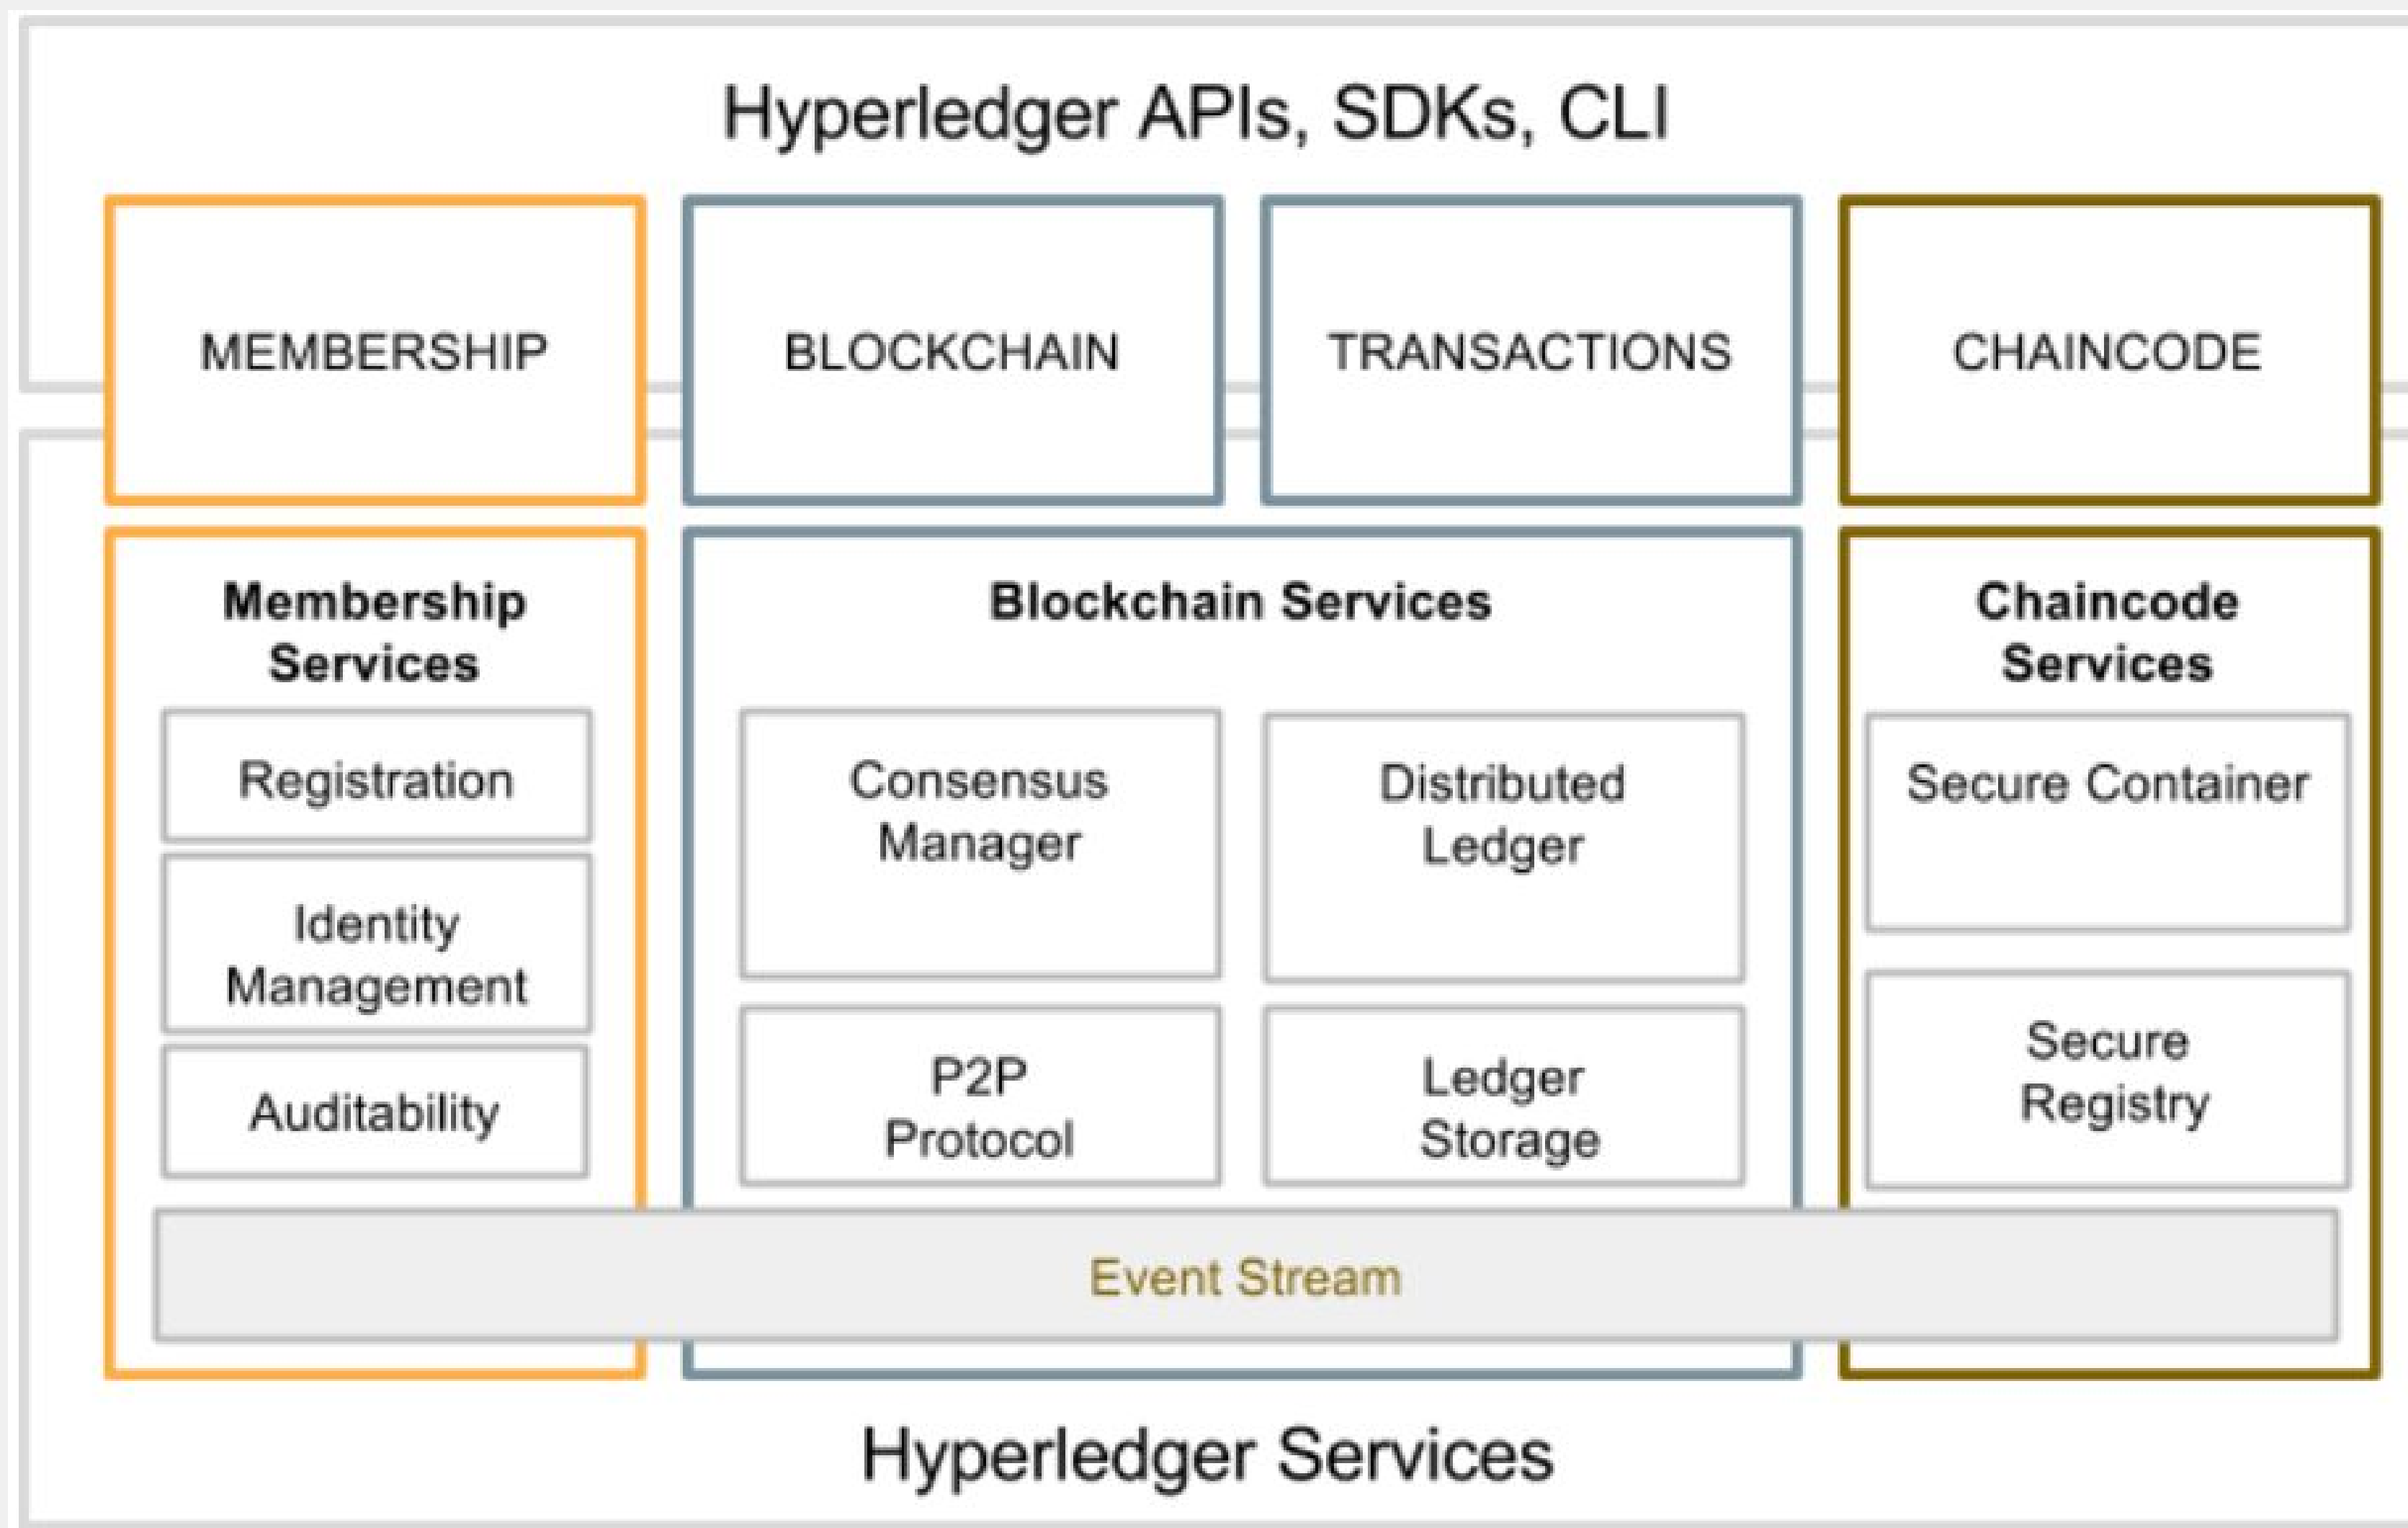 Hyperledger APIs, SDKs, CLI
MEMBERSHIP
BLOCKCHAIN
TRANSACTIONS
CHAINCODE
Membership
Services
Registration
Identity
Management
Auditability
Blockchain Services
Consensus
Manager
Distributed
Ledger
P2P
Protocol
Ledger
Storage
Chaincode
Services
Secure Container
Secure
Registry
Event Stream
Hyperledger Services